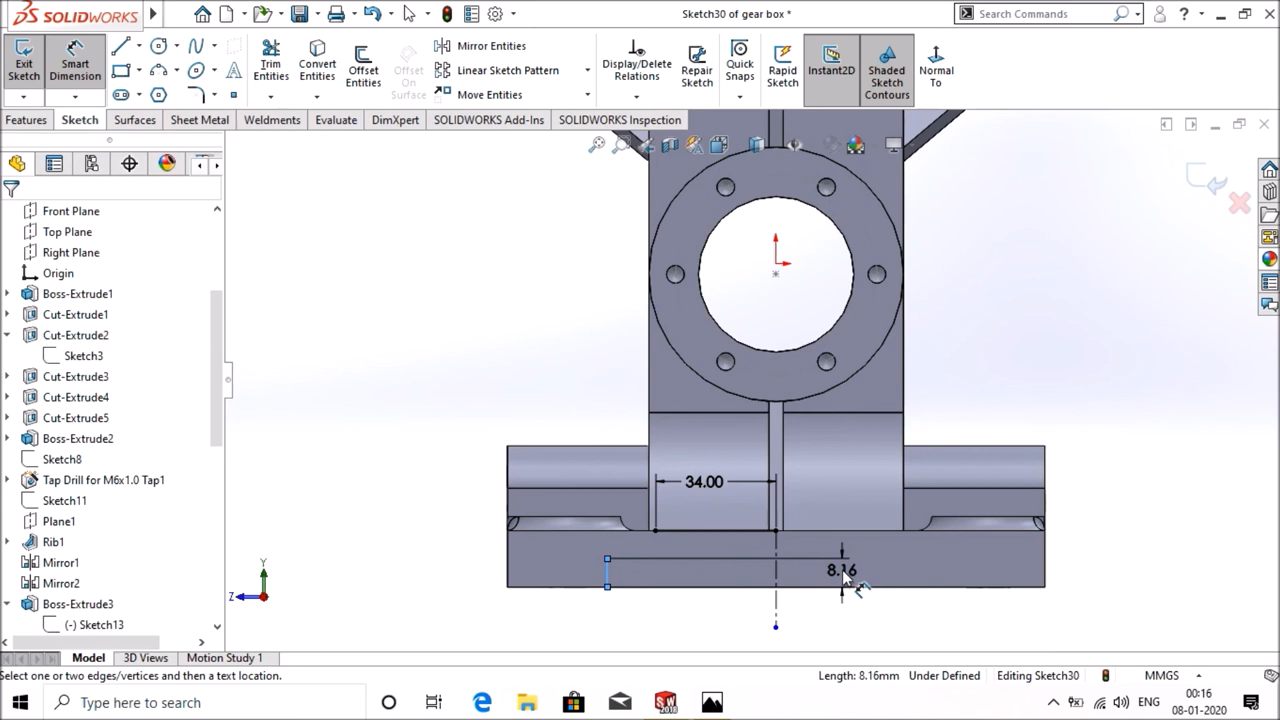 SOLIDWORKS
Sketch30 of gear box *
Search Commands
?
Exit Sketch
Smart Dimension
Trim Entities
Convert Entities
Offset Entities
Offset On Surface
Mirror Entities
Linear Sketch Pattern
Move Entities
Display/Delete Relations
Repair Sketch
Quick Snaps
Rapid Sketch
Instant2D
Shaded Sketch Contours
Normal To
Features
Sketch
Surfaces
Sheet Metal
Weldments
Evaluate
DimXpert
SOLIDWORKS Add-Ins
SOLIDWORKS Inspection
Front Plane
Top Plane
Right Plane
Origin
Boss-Extrude1
Cut-Extrude1
Cut-Extrude2
Sketch3
Cut-Extrude3
Cut-Extrude4
Cut-Extrude5
Boss-Extrude2
Sketch8
Tap Drill for M6x1.0 Tap1
Sketch11
Plane1
Rib1
Mirror1
Mirror2
Boss-Extrude3
(-) Sketch13
34.00
8.16
Y
Z
Model
3D Views
Motion Study 1
Select one or two edges/vertices and then a text location.
Length: 8.16mm
Under Defined
Editing Sketch30
MMGS
Type here to search
SW
2018
ENG
00:16
08-01-2020